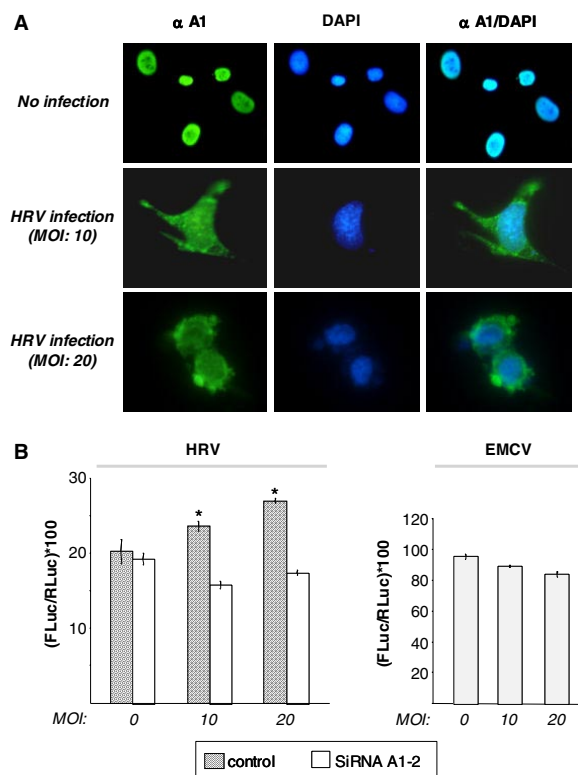 A
α A1 DAPI α A1/DAPI
No infection
HRV infection
(MOI: 10)
HRV infection
(MOI: 20)
B
HRV
(FLuc/RLuc)*100
30
20
10
* *
MOI: 0 10 20
EMCV
(FLuc/RLuc)*100
120
100
80
60
40
20
MOI: 0 10 20
control SiRNA A1-2